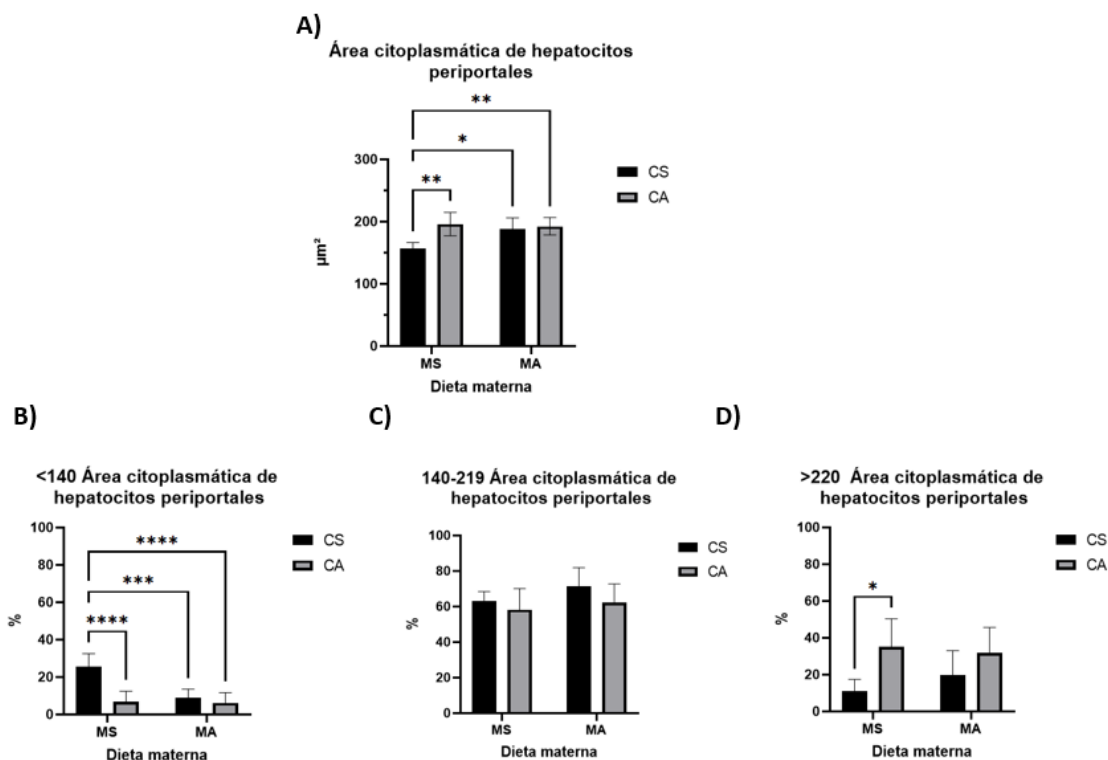 A)
Área citoplasmática de hepatocitos
periportales
**
*
**
300
200
100
0
µm²
MS
MA
Dieta materna
CS
CA
B)
<140 Área citoplasmática de
hepatocitos periportales
100
80
60
40
20
0
%
****
***
****
MS
MA
Dieta materna
CS
CA
C)
140-219 Área citoplasmática de
hepatocitos periportales
100
80
60
40
20
0
%
MS
MA
Dieta materna
CS
CA
D)
>220 Área citoplasmática de
hepatocitos periportales
100
80
60
40
20
0
%
*
MS
MA
Dieta materna
CS
CA